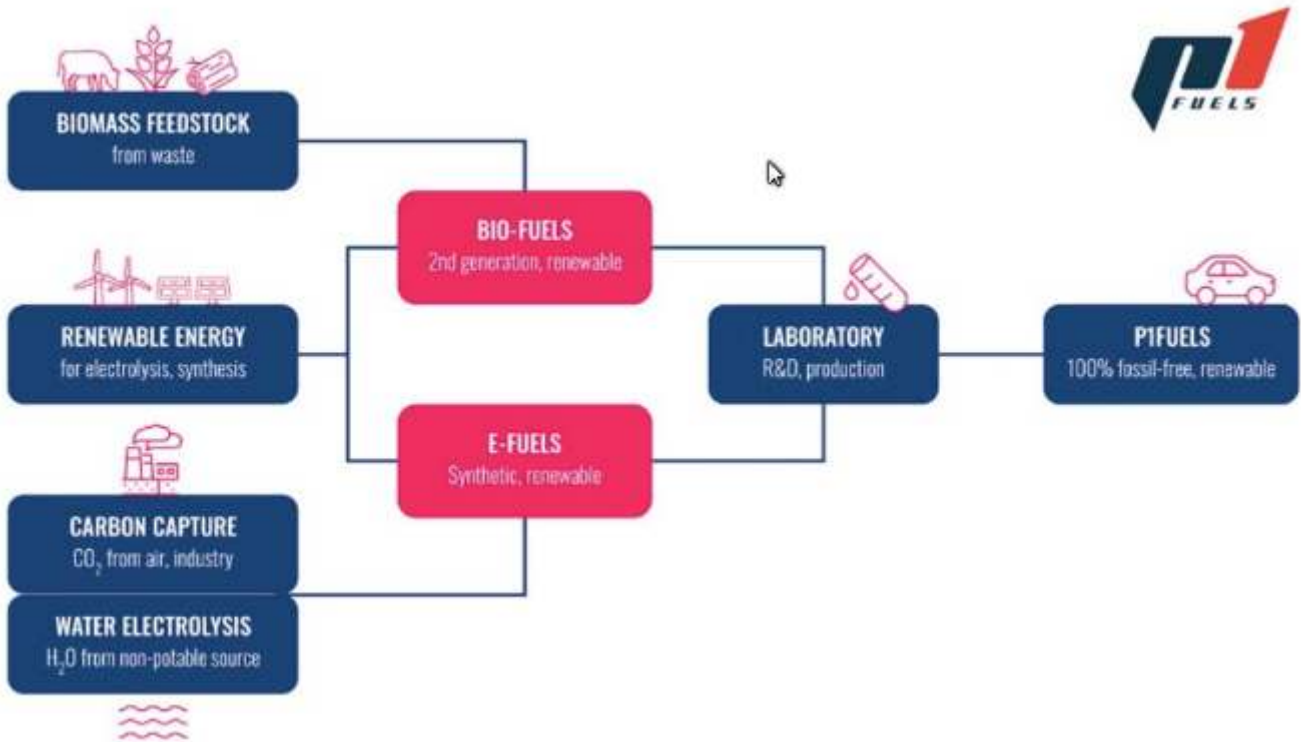 P1
FUELS
BIOMASS FEEDSTOCK
from waste
BIO-FUELS
2nd generation, renewable
RENEWABLE ENERGY
for electrolysis, synthesis
LABORATORY
R&D, production
P1FUELS
100% fossil-free, renewable
E-FUELS
Synthetic, renewable
CARBON CAPTURE
CO₂ from air, industry
WATER ELECTROLYSIS
H₂O from non-potable source